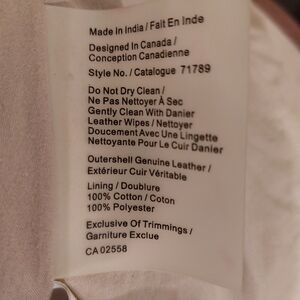 Made In India / Fait En Inde
Designed In Canada /
Conception Canadienne
Style No. / Catalogue 71789
Do Not Dry Clean /
Ne Pas Nettoyer À Sec
Gently Clean With Danier
Leather Wipes / Nettoyer
Doucement Avec Une Lingette
Nettoyante Pour Le Cuir Danier
Outershell Genuine Leather /
Extérieur Cuir Véritable
Lining / Doublure
100% Cotton / Coton
100% Polyester
Exclusive Of Trimmings /
Garniture Exclue
CA 02558